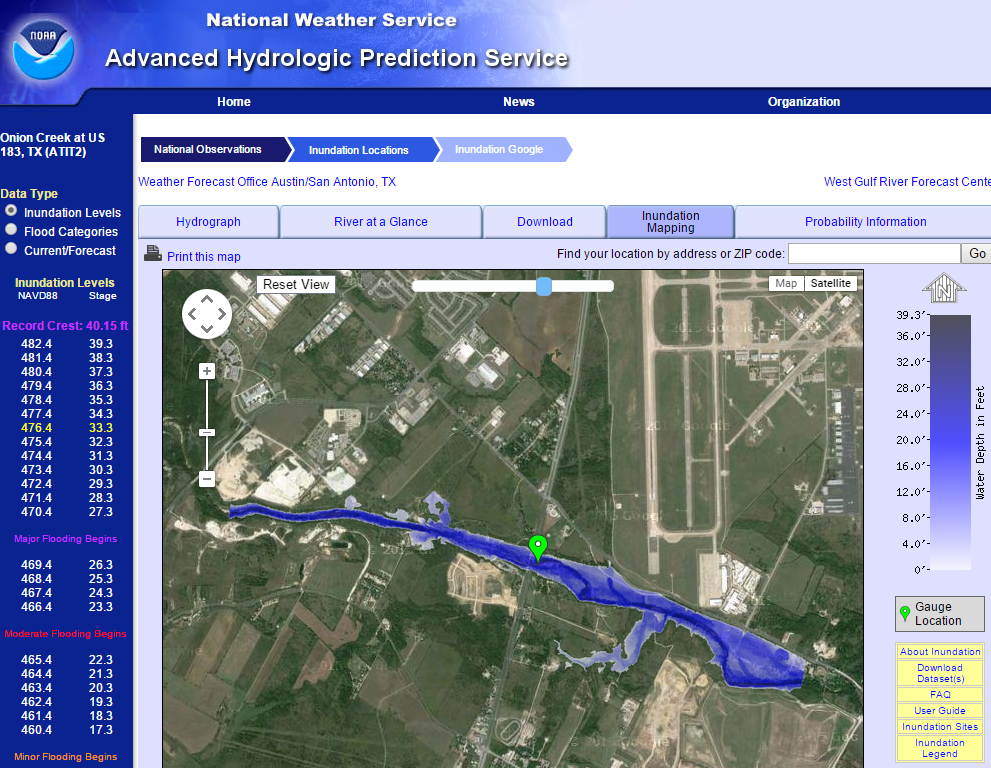 NOAA
National Weather Service
Advanced Hydrologic Prediction Service
Home News Organization
Onion Creek at US
183, TX (ATIT2)
Data Type
Inundation Levels
Flood Categories
Current/Forecast
Inundation Levels
NAVD88 Stage
Record Crest: 40.15 ft
482.4 39.3
481.4 38.3
480.4 37.3
479.4 36.3
478.4 35.3
477.4 34.3
476.4 33.3
475.4 32.3
474.4 31.3
473.4 30.3
472.4 29.3
471.4 28.3
470.4 27.3
Major Flooding Begins
469.4 26.3
468.4 25.3
467.4 24.3
466.4 23.3
Moderate Flooding Begins
465.4 22.3
464.4 21.3
463.4 20.3
462.4 19.3
461.4 18.3
460.4 17.3
Minor Flooding Begins
National Observations Inundation Locations Inundation Google
Weather Forecast Office Austin/San Antonio, TX West Gulf River Forecast Cente
Hydrograph River at a Glance Download Inundation Mapping Probability Information
Print this map Find your location by address or ZIP code: Go
Reset View Map Satellite
N
39.3'
36.0'
32.0'
28.0'
24.0'
20.0'
16.0'
12.0'
8.0'
4.0'
0'
Water Depth in Feet
Gauge
Location
About Inundation
Download
Dataset(s)
FAQ
User Guide
Inundation Sites
Inundation
Legend